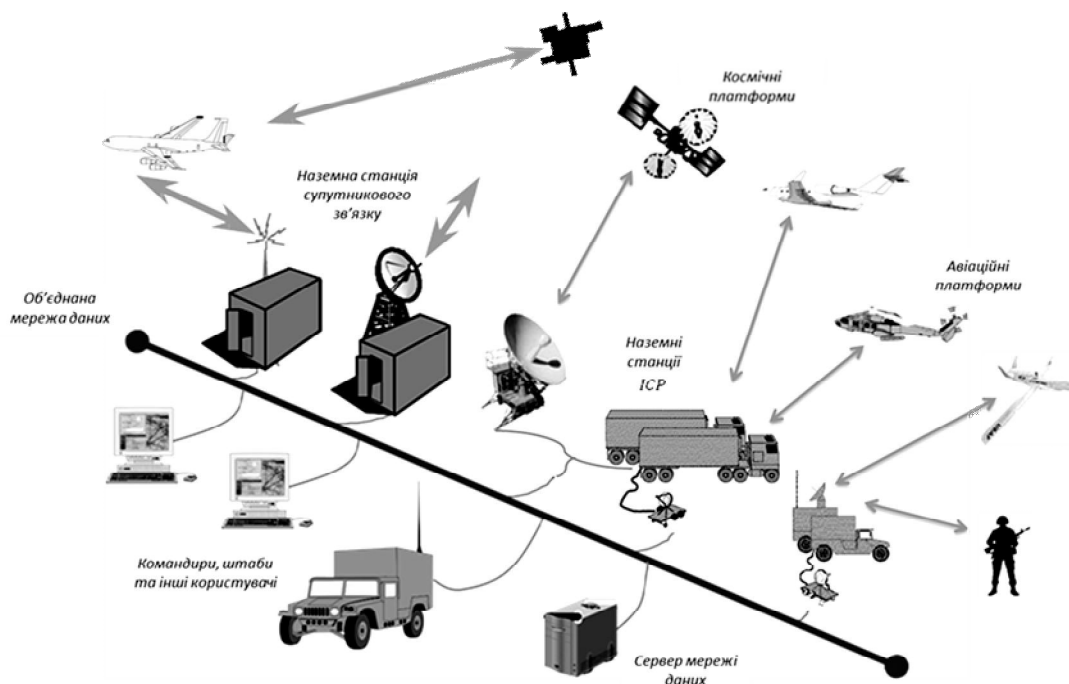 Космічні
платформи
Наземна станція
супутникового
зв'язку
Авіаційні
платформи
Об'єднана
мережа даних
Наземні
станції
ІСР
Командири, штаби
та інші користувачі
Сервер мережі
даних